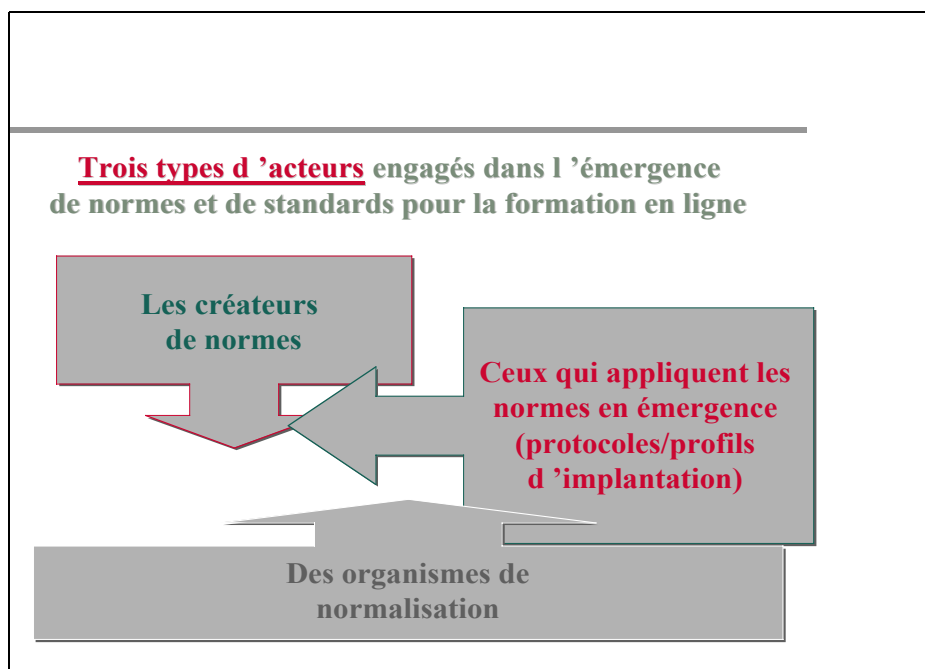 Trois types d ’acteurs engagés dans l ’émergence
de normes et de standards pour la formation en ligne
Les créateurs
de normes
Ceux qui appliquent les
normes en émergence
(protocoles/profils
d ’implantation)
Des organismes de
normalisation